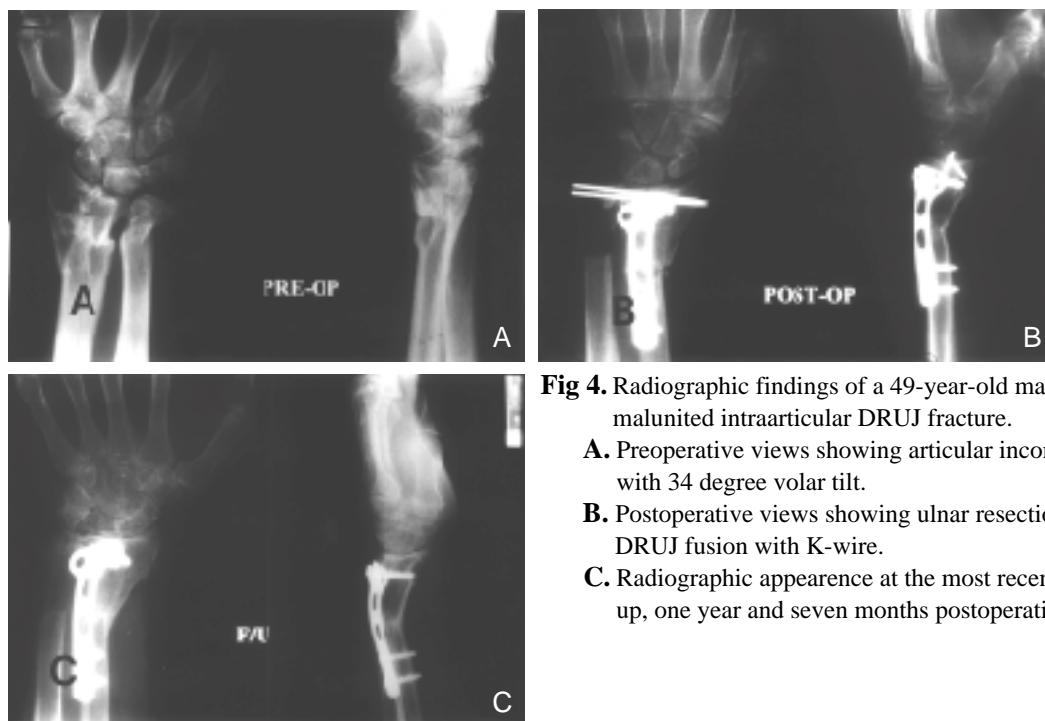 A
PRE-OP
A
B
POST-OP
B
Fig 4. Radiographic findings of a 49-year-old ma
malunited intraarticular DRUJ fracture.
A. Preoperative views showing articular
with 34 degree volar tilt.
B. Postoperative views showing ulnar resectio
DRUJ fusion with K-wire.
C. Radiographic appearence at the most recen
up, one year and seven months postoperati
C
F/U
C